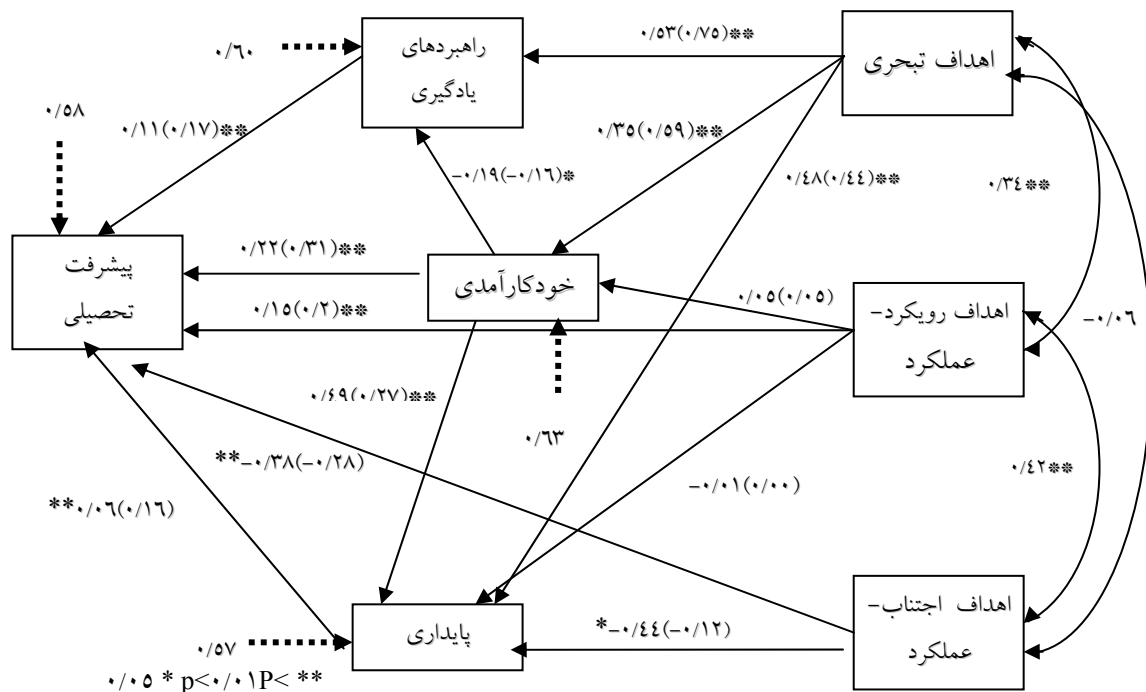 راهبردهای
یادگیری
۰/۶۰
۰/۵۳(۰/۷۵)**
اهداف تبحری
۰/۵۸
۰/۱۱(۰/۱۷)**
۰/۳۵(۰/۵۹)**
-۰/۱۹(-۰/۱۶)*
۰/٤۸(۰/٤٤)**
۰/۳٤**
پیشرفت
تحصیلی
۰/۲۲(۰/۳۱)**
خودکارآمدی
۰/۰۵(۰/۰۵)
۰/۱۵(۰/۲)**
اهداف رویکرد-
عملکرد
-۰/۰۶
۰/٤۹(۰/۲۷)**
۰/۶۳
**-۰/۳۸(-۰/۲۸)
۰/٤۲**
-۰/۰۱(۰/۰۰)
**۰/۰۶(۰/۱۶)
پایداری
*-۰/٤٤(-۰/۱۲)
اهداف اجتناب-
عملکرد
۰/۵۷
۰/۰۵ * p<۰/۰۱P< **